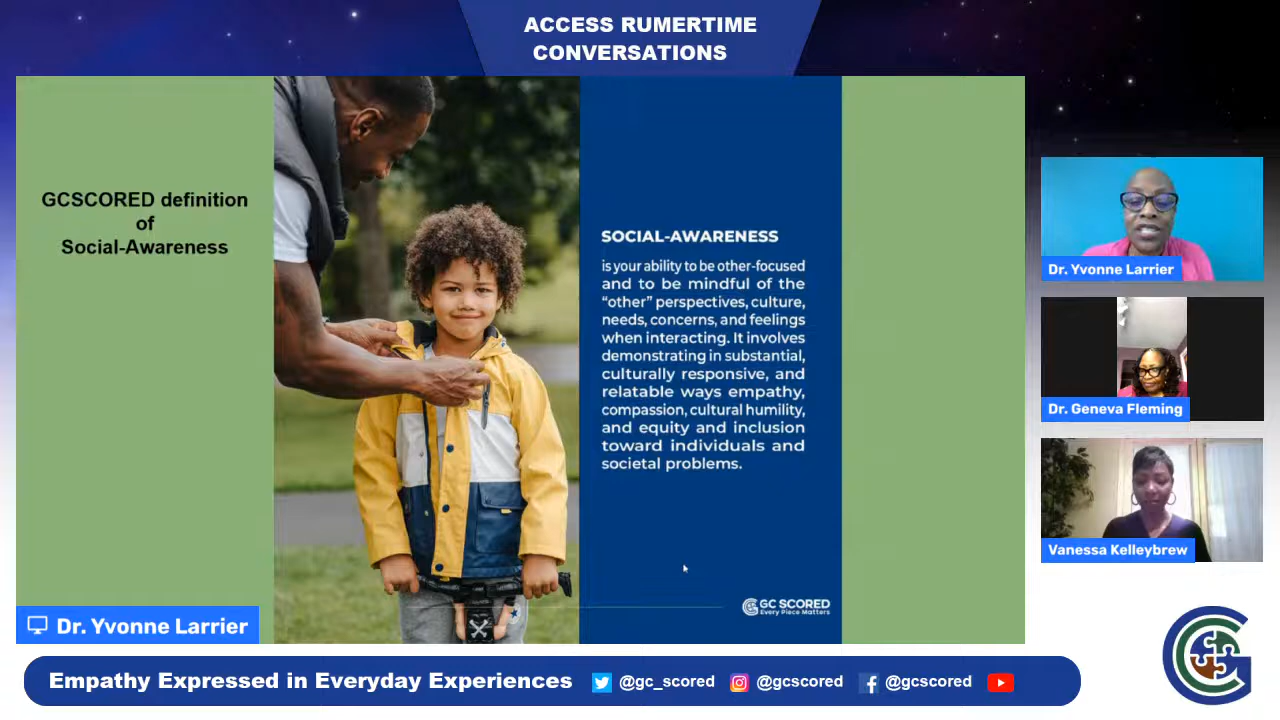 ACCESS RUMERTIME
CONVERSATIONS
GCSCORED definition
of
Social-Awareness
SOCIAL-AWARENESS
is your ability to be other-focused
and to be mindful of the
“other” perspectives, culture,
needs, concerns, and feelings
when interacting. It involves
demonstrating in substantial,
culturally responsive, and
relatable ways empathy,
compassion, cultural humility,
and equity and inclusion
toward individuals and
societal problems.
GC SCORED
Every Piece Matters
Dr. Yvonne Larrier
Dr. Yvonne Larrier
Dr. Geneva Fleming
Vanessa Kelleybrew
Empathy Expressed in Everyday Experiences @gc_scored @gcscored @gcscored